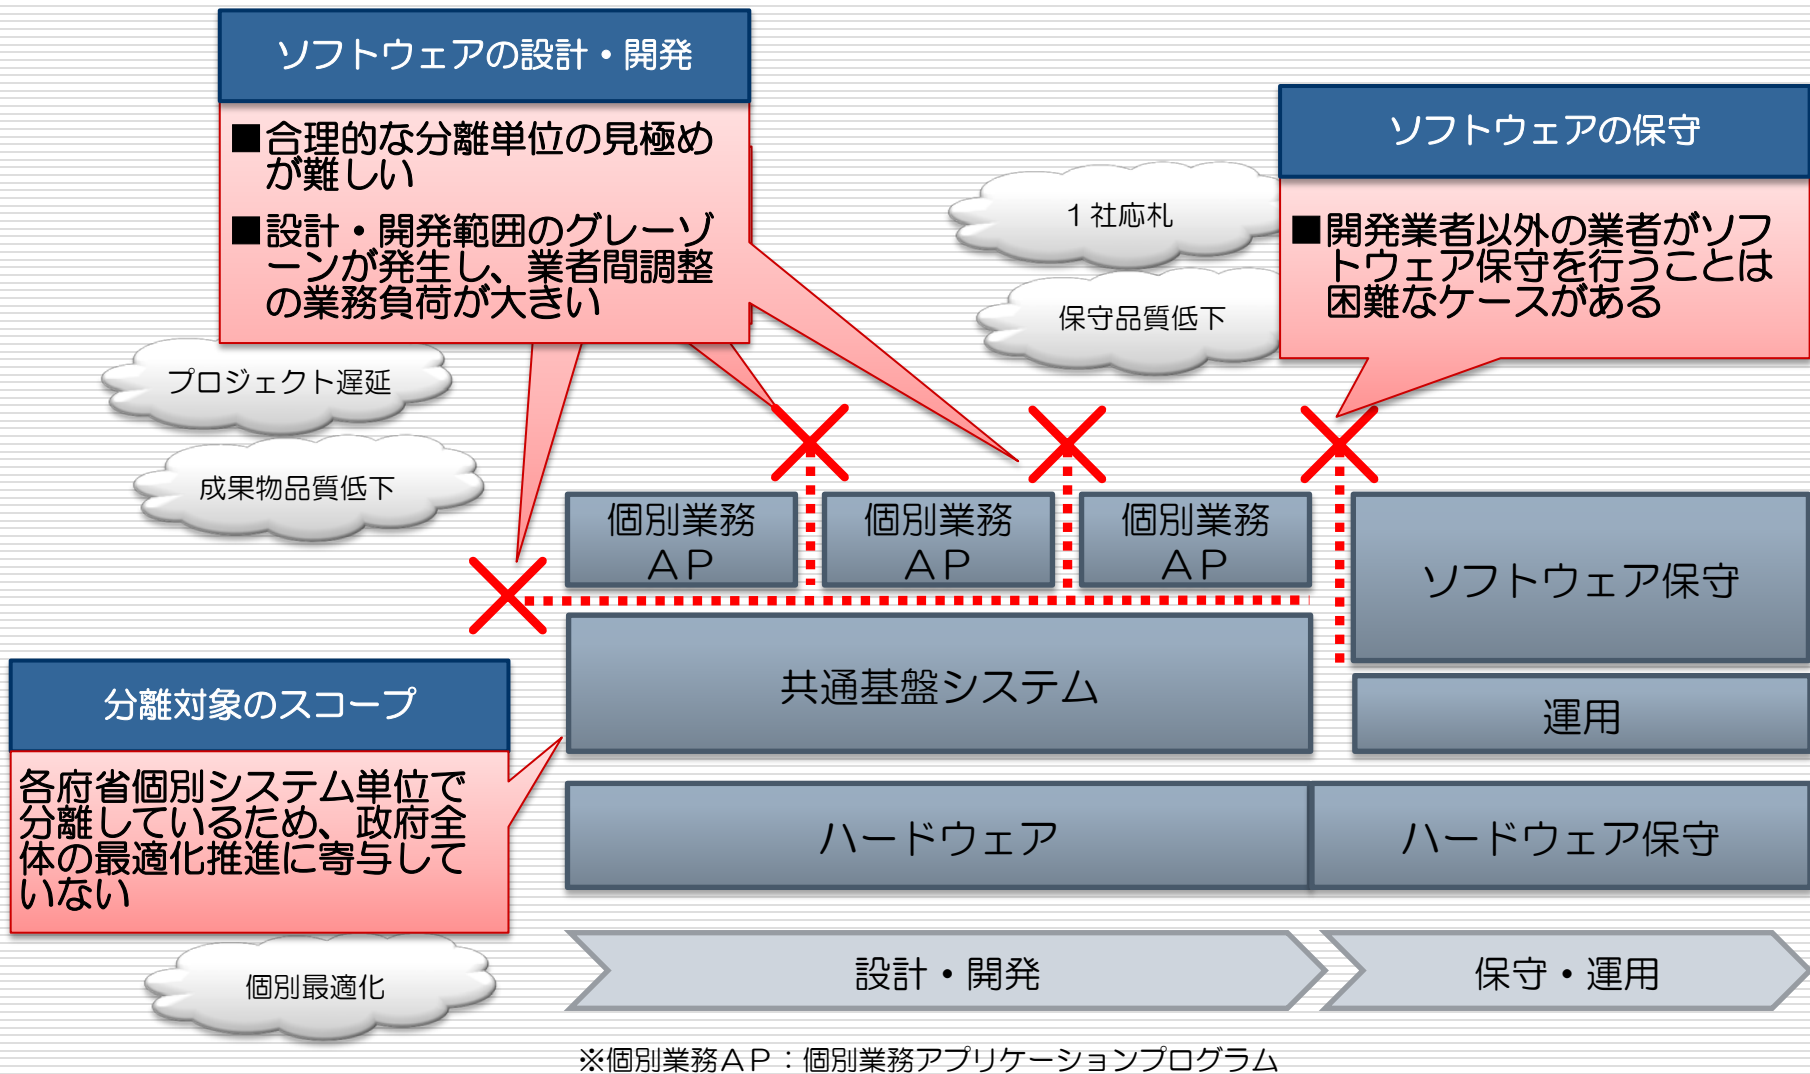 ソフトウェアの設計・開発
■合理的な分離単位の見極め
が難しい
■設計・開発範囲のグレーゾ
ーンが発生し、業者間調整
の業務負荷が大きい
ソフトウェアの保守
■開発業者以外の業者がソフ
トウェア保守を行うことは
困難なケースがある
１社応札
保守品質低下
プロジェクト遅延
成果物品質低下
個別業務
ＡＰ
個別業務
ＡＰ
個別業務
ＡＰ
ソフトウェア保守
共通基盤システム
運用
分離対象のスコープ
各府省個別システム単位で
分離しているため、政府全
体の最適化推進に寄与して
いない
ハードウェア
ハードウェア保守
個別最適化
設計・開発
保守・運用
※個別業務ＡＰ：個別業務アプリケーションプログラム